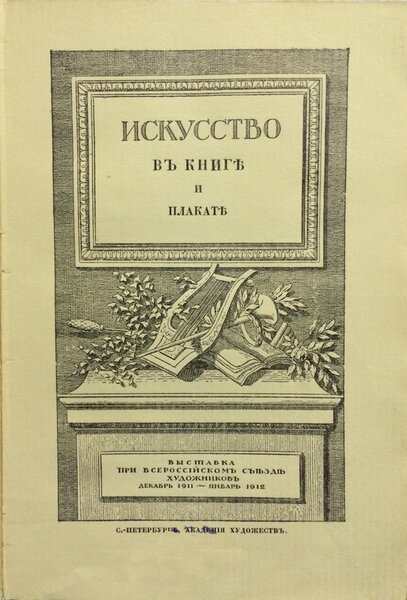 ИСКУССТВО
ВЪ КНИГѢ
И
ПЛАКАТѢ
ВЫСТАВКА
ПРИ ВСЕРОССІЙСКОМЪ СЪѢЗДѢ
ХУДОЖНИКОВЪ
ДЕКАБРЬ 1911 ~ ЯНВАРЬ 1912
С.-ПЕТЕРБУРГЪ. АКАДЕМІЯ ХУДОЖЕСТВЪ.